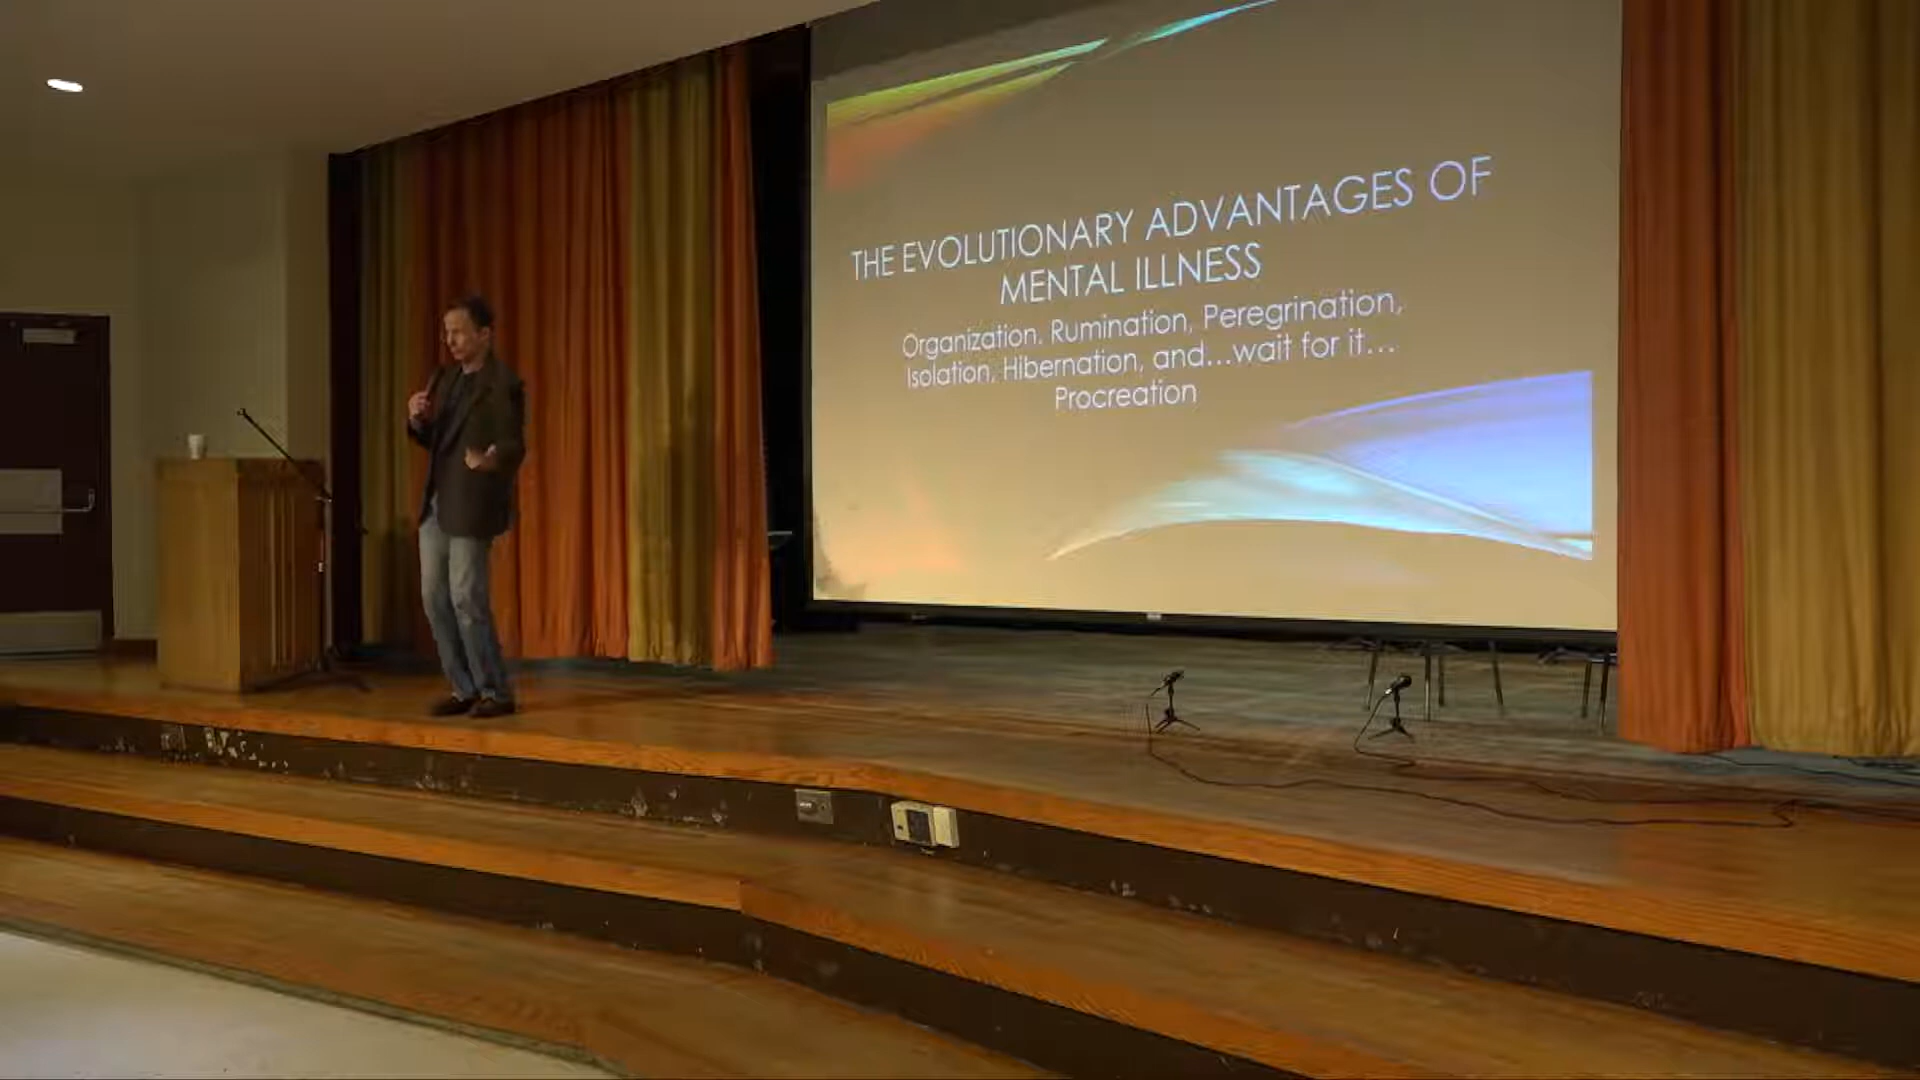 THE EVOLUTIONARY ADVANTAGES OF
MENTAL ILLNESS
Organization, Rumination, Peregrination,
Isolation, Hibernation, and...wait for it...
Procreation